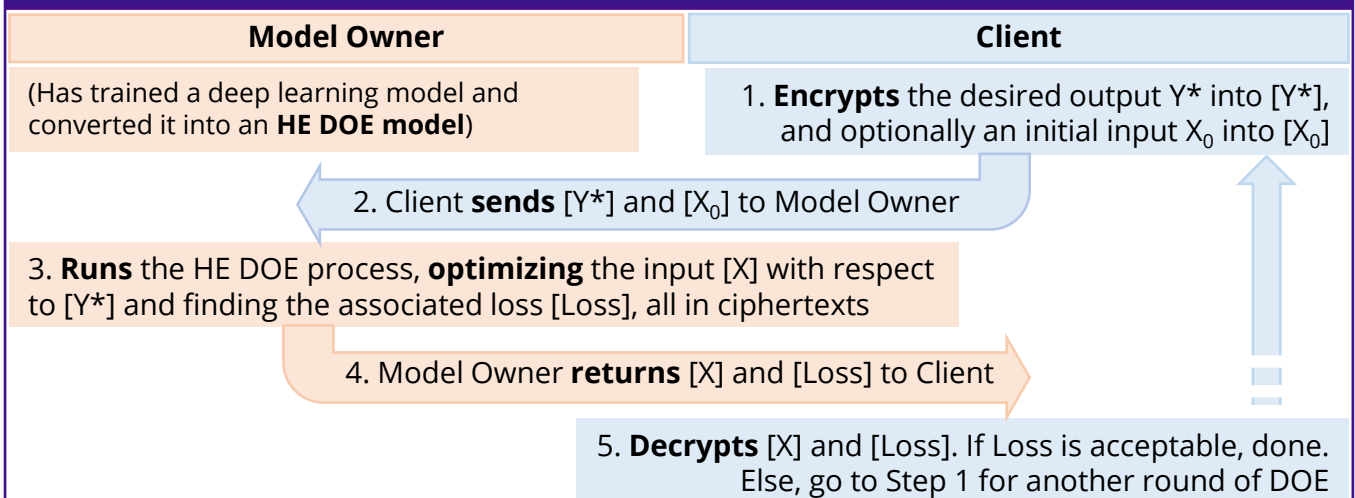 Model Owner
Client
(Has trained a deep learning model and
converted it into an HE DOE model)
1. Encrypts the desired output Y* into [Y*],
and optionally an initial input X₀ into [X₀]
2. Client sends [Y*] and [X₀] to Model Owner
3. Runs the HE DOE process, optimizing the input [X] with respect
to [Y*] and finding the associated loss [Loss], all in ciphertexts
4. Model Owner returns [X] and [Loss] to Client
5. Decrypts [X] and [Loss]. If Loss is acceptable, done.
Else, go to Step 1 for another round of DOE